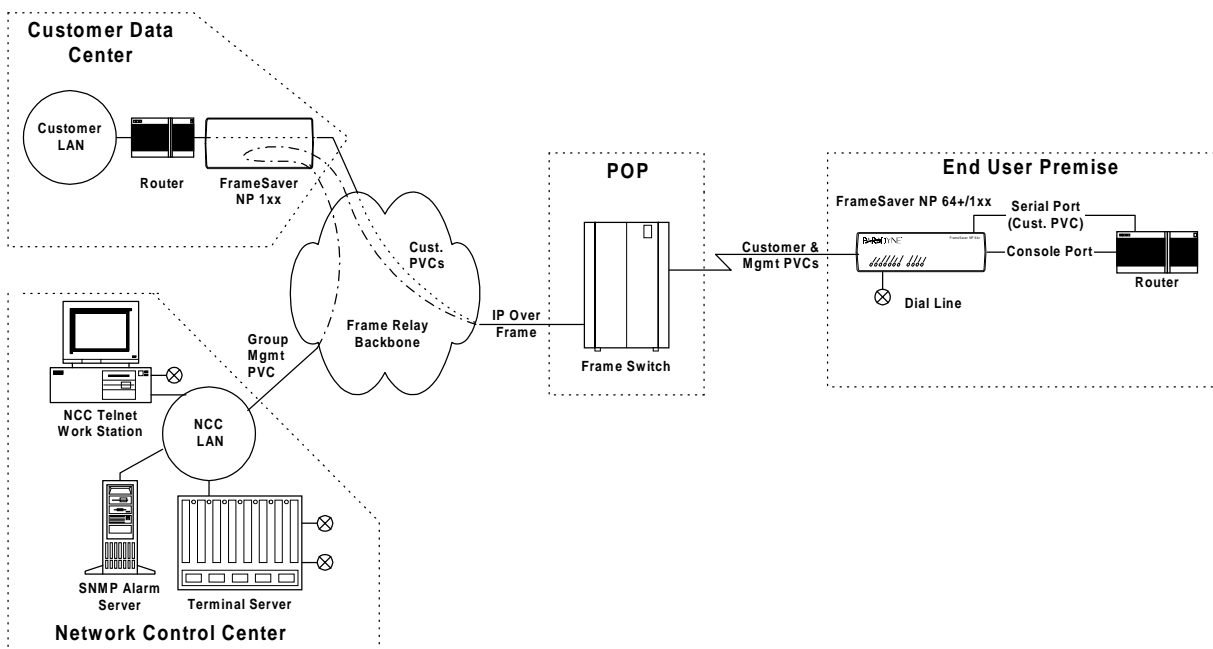 Customer Data
Center
Customer
LAN
Router
FrameSaver
NP 1xx
Cust.
PVCs
Frame Relay
Backbone
IP Over
Frame
Group
Mgmt
PVC
POP
Frame Switch
Customer &
Mgmt PVCs
End User Premise
FrameSaver NP 64+/1xx
Serial Port
(Cust. PVC)
Console Port
Router
Dial Line
NCC Telnet
Work Station
NCC
LAN
SNMP Alarm
Server
Terminal Server
Network Control Center